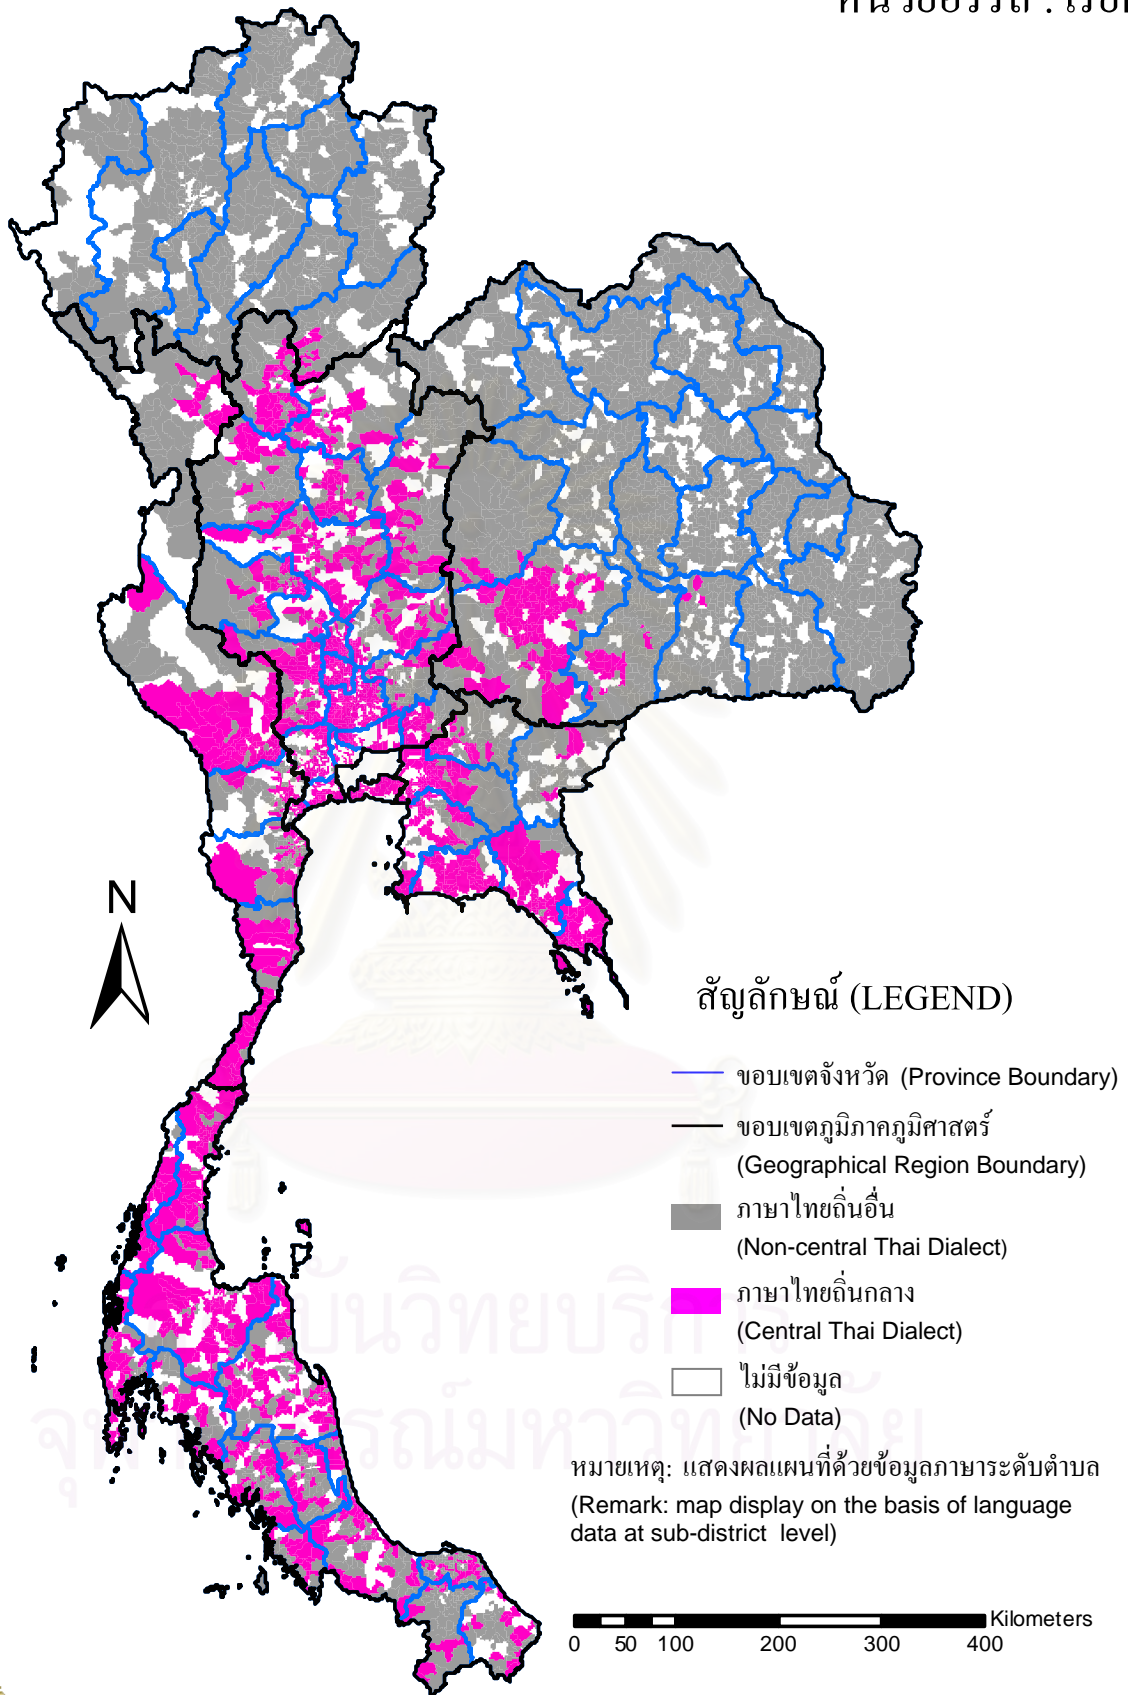 N
สัญลักษณ์ (LEGEND)
ขอบเขตจังหวัด (Province Boundary)
ขอบเขตภูมิภาคภูมิศาสตร์
(Geographical Region Boundary)
ภาษาไทยถิ่นอื่น
(Non-central Thai Dialect)
ภาษาไทยถิ่นกลาง
(Central Thai Dialect)
ไม่มีข้อมูล
(No Data)
หมายเหตุ: แสดงผลแผนที่ด้วยข้อมูลภาษาระดับตำบล
(Remark: map display on the basis of language
data at sub-district level)
Kilometers
0 50 100 200 300 400